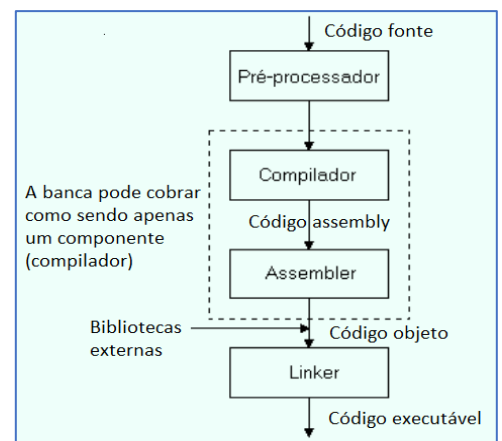 Código fonte
Pré-processador
Compilador
A banca pode cobrar
como sendo apenas
um componente
(compilador)
Código assembly
Assembler
Bibliotecas
externas
Código objeto
Linker
Código executável